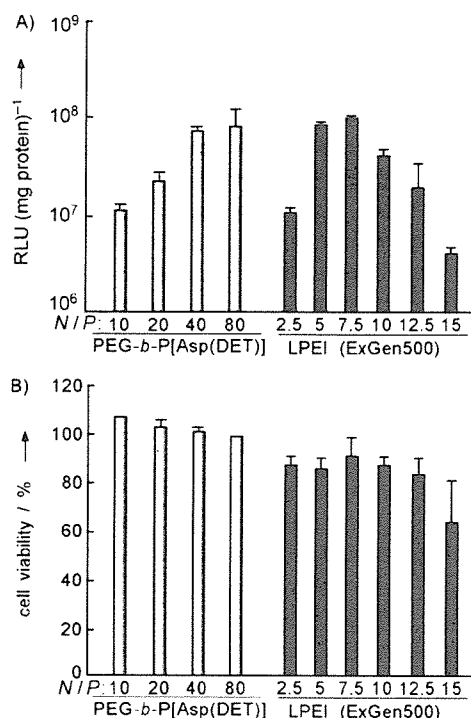 A)
RLU (mg protein)⁻¹ →
10⁹
10⁸
10⁷
10⁶
N / P: 10 20 40 80 2.5 5 7.5 10 12.5 15
PEG-b-P[Asp(DET)] LPEI (ExGen500)
B)
cell viability / % →
120
100
80
60
40
20
0
N / P: 10 20 40 80 2.5 5 7.5 10 12.5 15
PEG-b-P[Asp(DET)] LPEI (ExGen500)